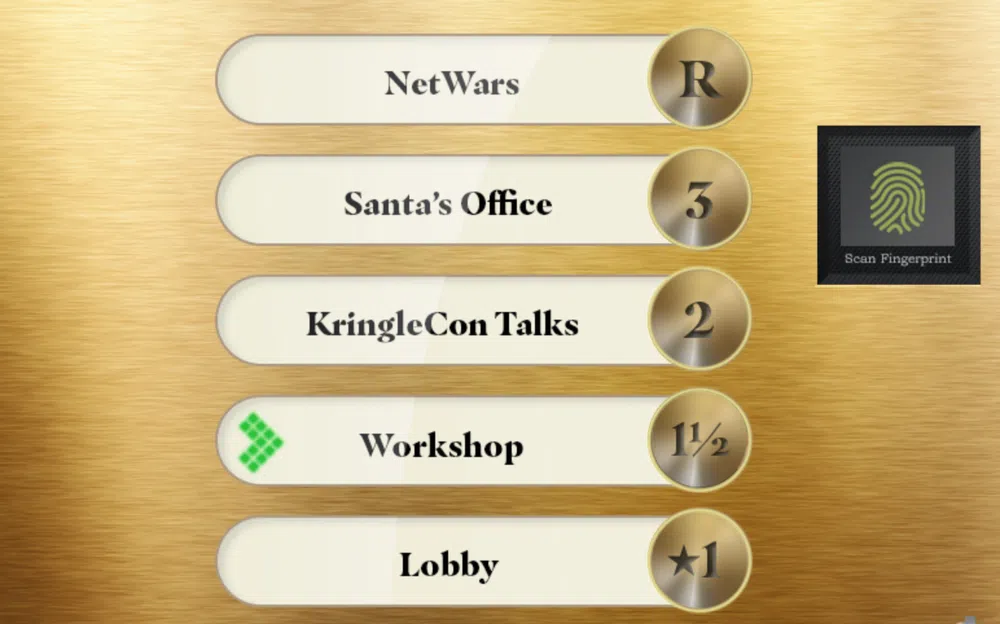 NetWars R
Santa's Office 3
Scan Fingerprint
KringleCon Talks 2
Workshop 1½
Lobby ★1